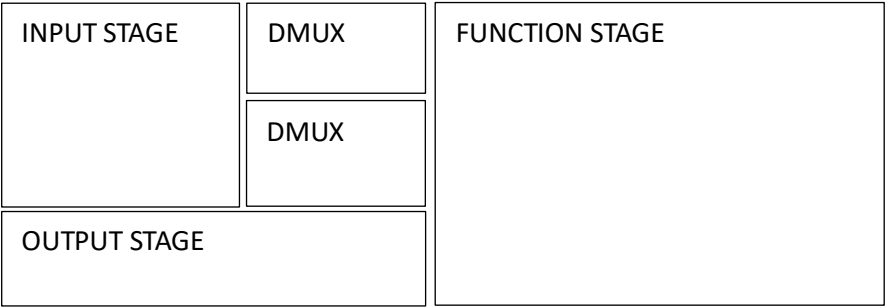 INPUT STAGE
DMUX
FUNCTION STAGE
DMUX
OUTPUT STAGE